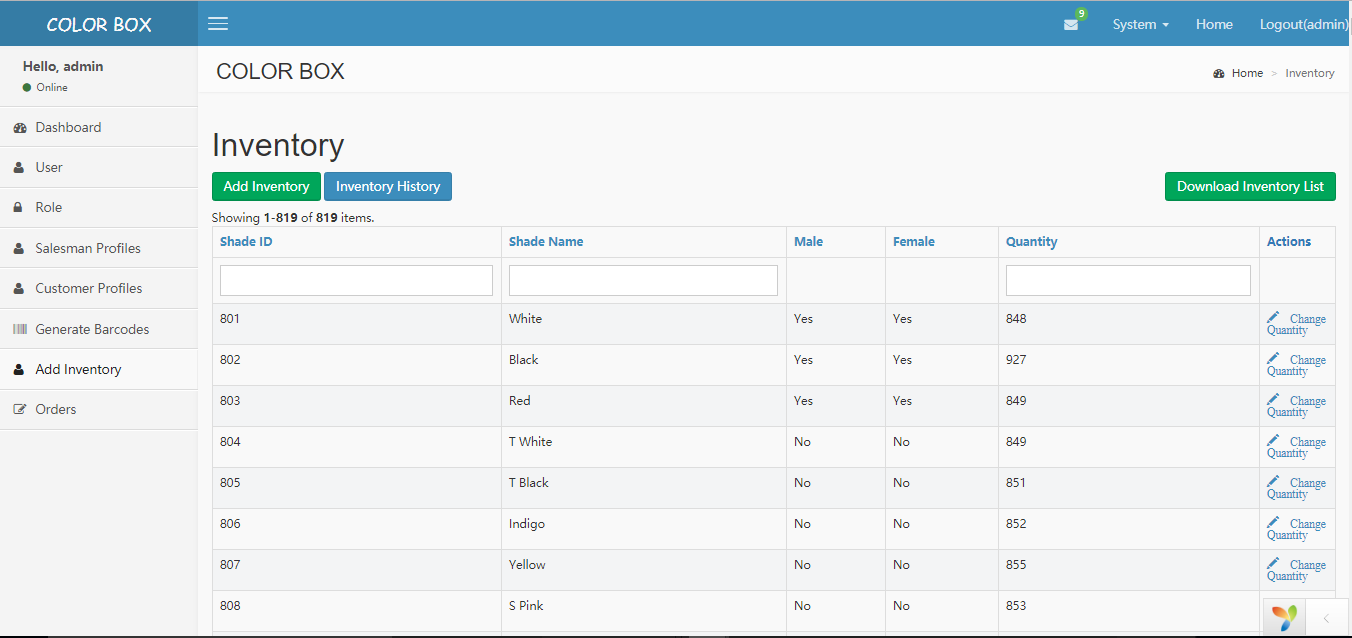 COLOR BOX
9
System
Home
Logout(admin)
Hello, admin
Online
Dashboard
User
Role
Salesman Profiles
Customer Profiles
Generate Barcodes
Add Inventory
Orders
COLOR BOX
Home > Inventory
Inventory
Add Inventory
Inventory History
Download Inventory List
Showing 1-819 of 819 items.
Shade ID Shade Name Male Female Quantity Actions
801 White Yes Yes 848 Change
Quantity
802 Black Yes Yes 927 Change
Quantity
803 Red Yes Yes 849 Change
Quantity
804 T White No No 849 Change
Quantity
805 T Black No No 851 Change
Quantity
806 Indigo No No 852 Change
Quantity
807 Yellow No No 855 Change
Quantity
808 S Pink No No 853